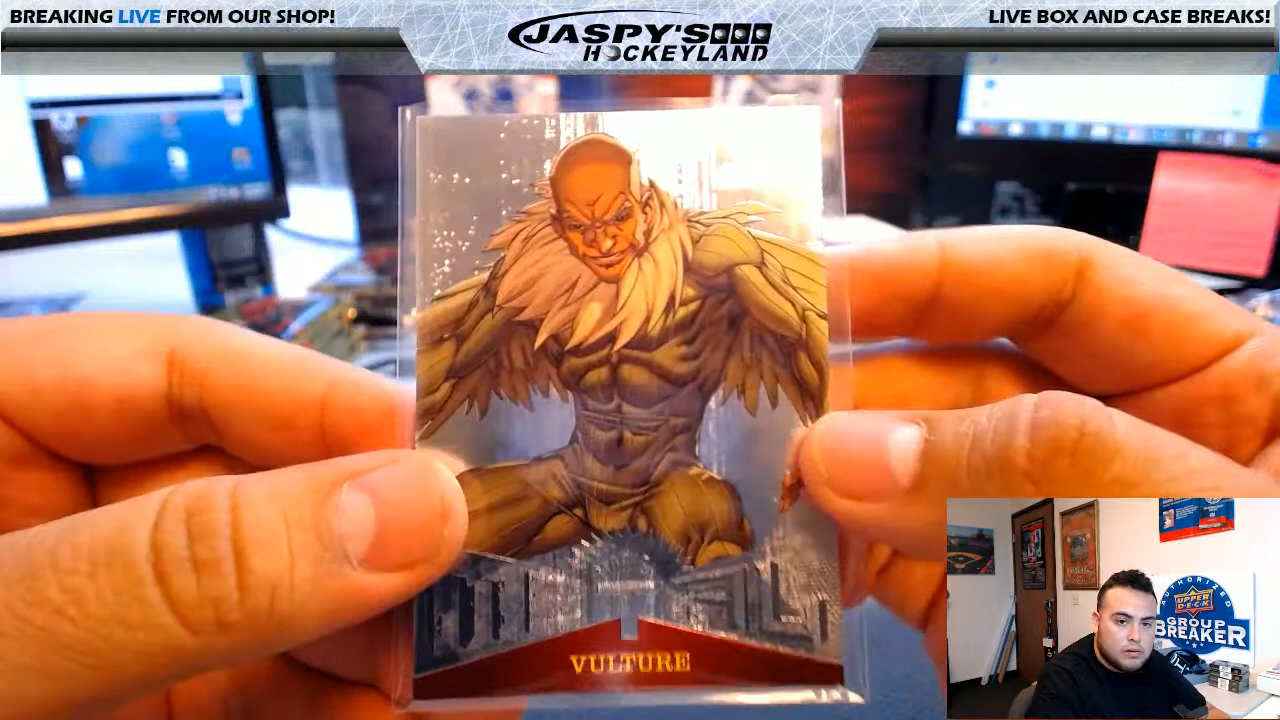 BREAKING LIVE FROM OUR SHOP!
JASPY'S
HOCKEYLAND
LIVE BOX AND CASE BREAKS!
VULTURE
AUTHORIZED
UPPER DECK
GROUP
BREAKER